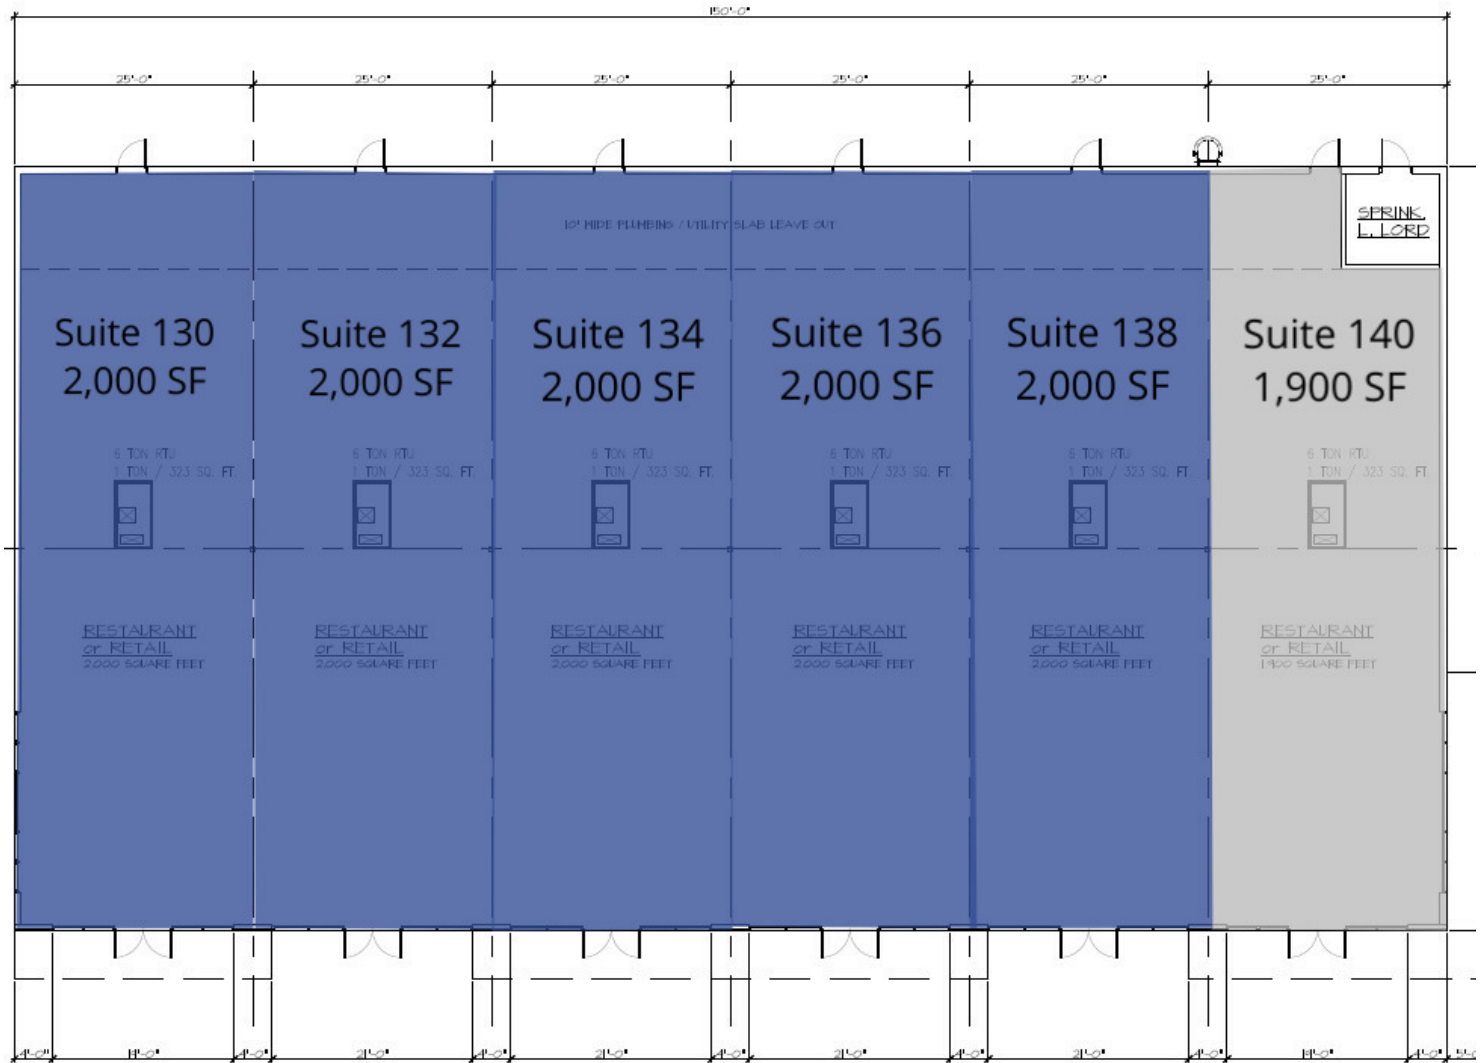 150'-0"
25'-0" 25'-0" 25'-0" 25'-0" 25'-0" 25'-0"
10' WIDE PLUMBING / UTILITY SLAB LEAVE OUT
SPRINK.
L. LORD
Suite 130
2,000 SF
Suite 132
2,000 SF
Suite 134
2,000 SF
Suite 136
2,000 SF
Suite 138
2,000 SF
Suite 140
1,900 SF
6 TON RTU
1 TON / 323 SQ. FT.
6 TON RTU
1 TON / 323 SQ. FT.
6 TON RTU
1 TON / 323 SQ. FT.
6 TON RTU
1 TON / 323 SQ. FT.
6 TON RTU
1 TON / 323 SQ. FT.
6 TON RTU
1 TON / 323 SQ. FT.
RESTAURANT
or RETAIL
2,000 SQUARE FEET
RESTAURANT
or RETAIL
2,000 SQUARE FEET
RESTAURANT
or RETAIL
2,000 SQUARE FEET
RESTAURANT
or RETAIL
2,000 SQUARE FEET
RESTAURANT
or RETAIL
2,000 SQUARE FEET
RESTAURANT
or RETAIL
1,900 SQUARE FEET
4'-0" 4'-0" 21'-0" 4'-0" 21'-0" 4'-0" 21'-0" 4'-0" 21'-0" 4'-0" 4'-0"